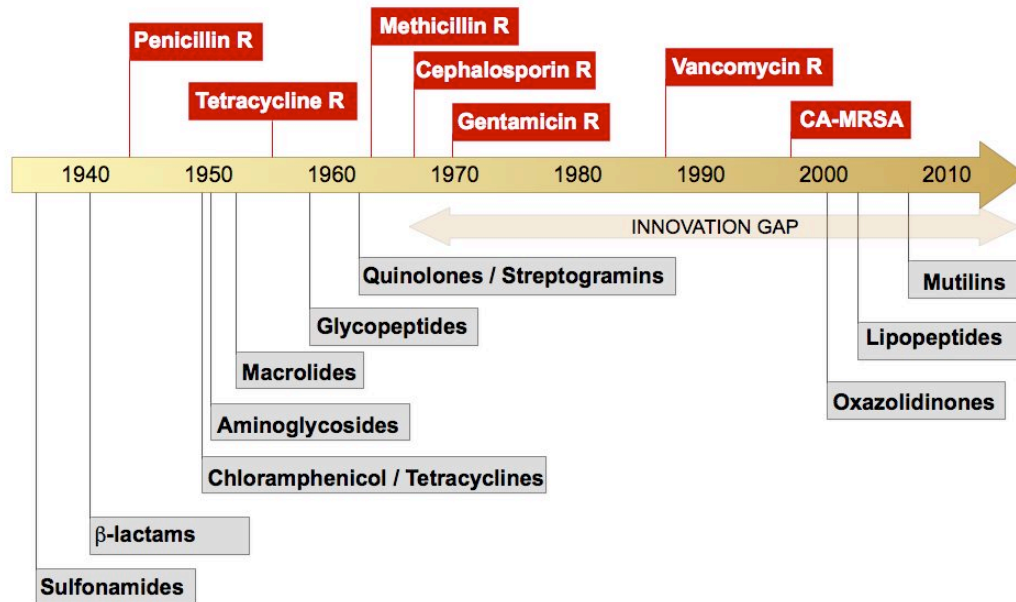 Penicillin R
Methicillin R
Cephalosporin R
Vancomycin R
Tetracycline R
Gentamicin R
CA-MRSA
1940 1950 1960 1970 1980 1990 2000 2010
INNOVATION GAP
Quinolones / Streptogramins
Mutilins
Glycopeptides
Lipopeptides
Macrolides
Oxazolidinones
Aminoglycosides
Chloramphenicol / Tetracyclines
β-lactams
Sulfonamides